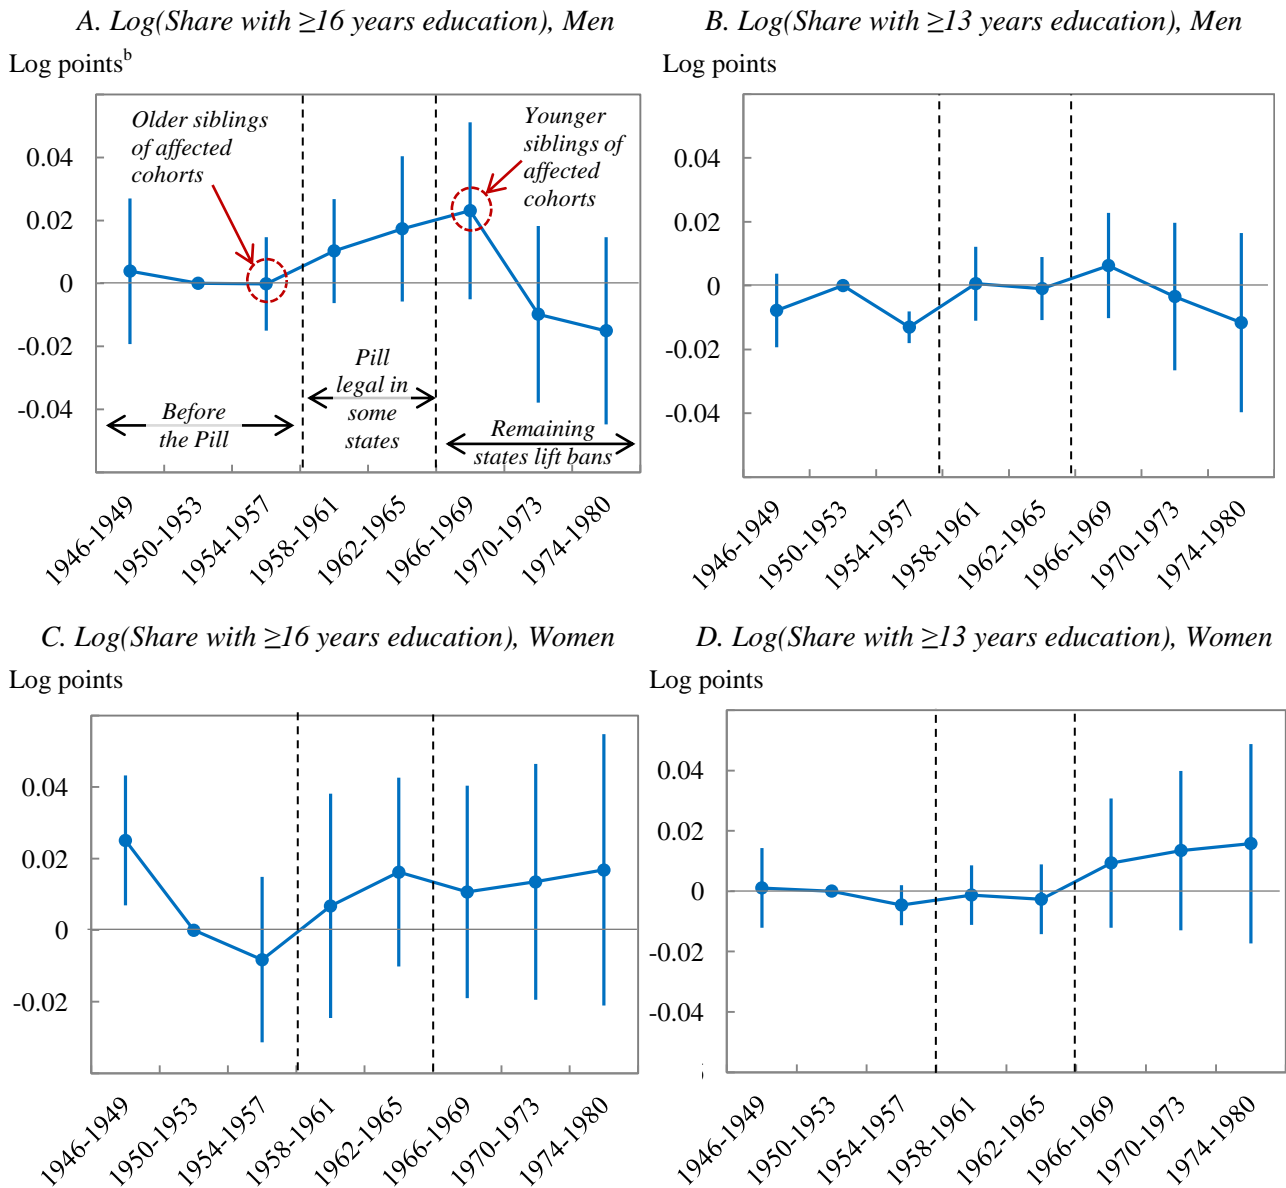 A. Log(Share with ≥16 years education), Men
Log points^b
Older siblings
of affected
cohorts
Younger
siblings of
affected
cohorts
0.04
0.02
0
-0.02
-0.04
Before
the Pill
Pill
legal in
some
states
Remaining
states lift bans
1946-1949
1950-1953
1954-1957
1958-1961
1962-1965
1966-1969
1970-1973
1974-1980
B. Log(Share with ≥13 years education), Men
Log points
0.04
0.02
0
-0.02
-0.04
1946-1949
1950-1953
1954-1957
1958-1961
1962-1965
1966-1969
1970-1973
1974-1980
C. Log(Share with ≥16 years education), Women
Log points
0.04
0.02
0
-0.02
1946-1949
1950-1953
1954-1957
1958-1961
1962-1965
1966-1969
1970-1973
1974-1980
D. Log(Share with ≥13 years education), Women
Log points
0.04
0.02
0
-0.02
-0.04
1946-1949
1950-1953
1954-1957
1958-1961
1962-1965
1966-1969
1970-1973
1974-1980